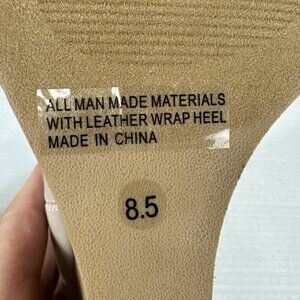 ALL MAN MADE MATERIALS
WITH LEATHER WRAP HEEL
MADE IN CHINA
8.5